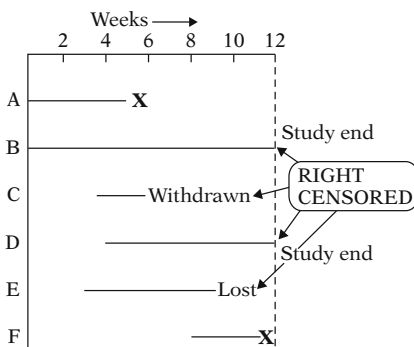 Weeks
2 4 6 8 10 12
A X
Study end
B
RIGHT
CENSORED
C Withdrawn
D
Study end
E Lost
F X